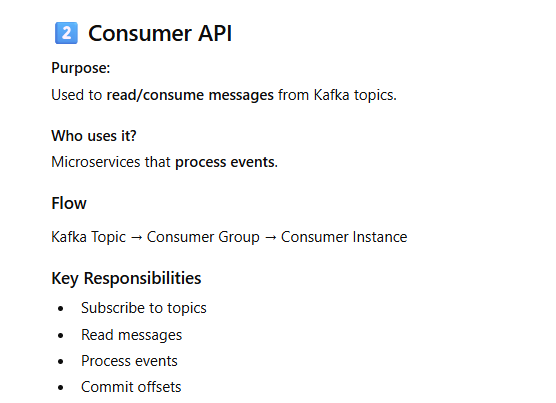 2 Consumer API
Purpose:
Used to read/consume messages from Kafka topics.
Who uses it?
Microservices that process events.
Flow
Kafka Topic → Consumer Group → Consumer Instance
Key Responsibilities
• Subscribe to topics
• Read messages
• Process events
• Commit offsets